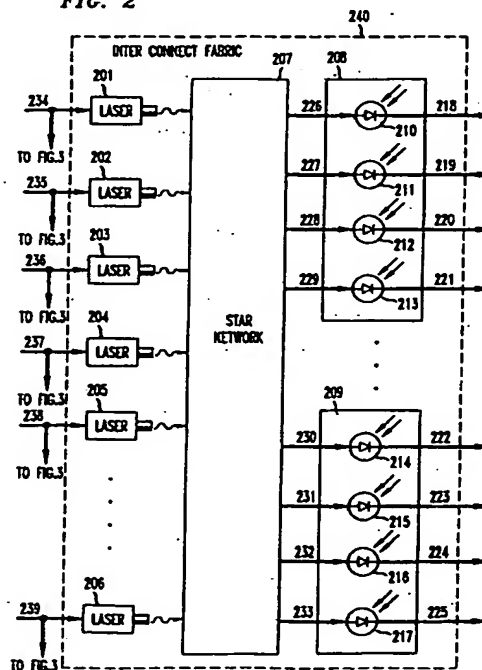 FIG. 2
240
INTER CONNECT FABRIC
207
208
201
234
LASER
226
218
210
TO FIG.3
202
227
219
235
LASER
211
TO FIG.3
228
220
203
212
236
LASER
229
221
213
TO FIG.3
204
STAR
NETWORK
237
LASER
TO FIG.3
205
209
238
LASER
230
222
214
TO FIG.3
231
223
215
232
224
216
206
239
LASER
233
225
217
TO FIG.3